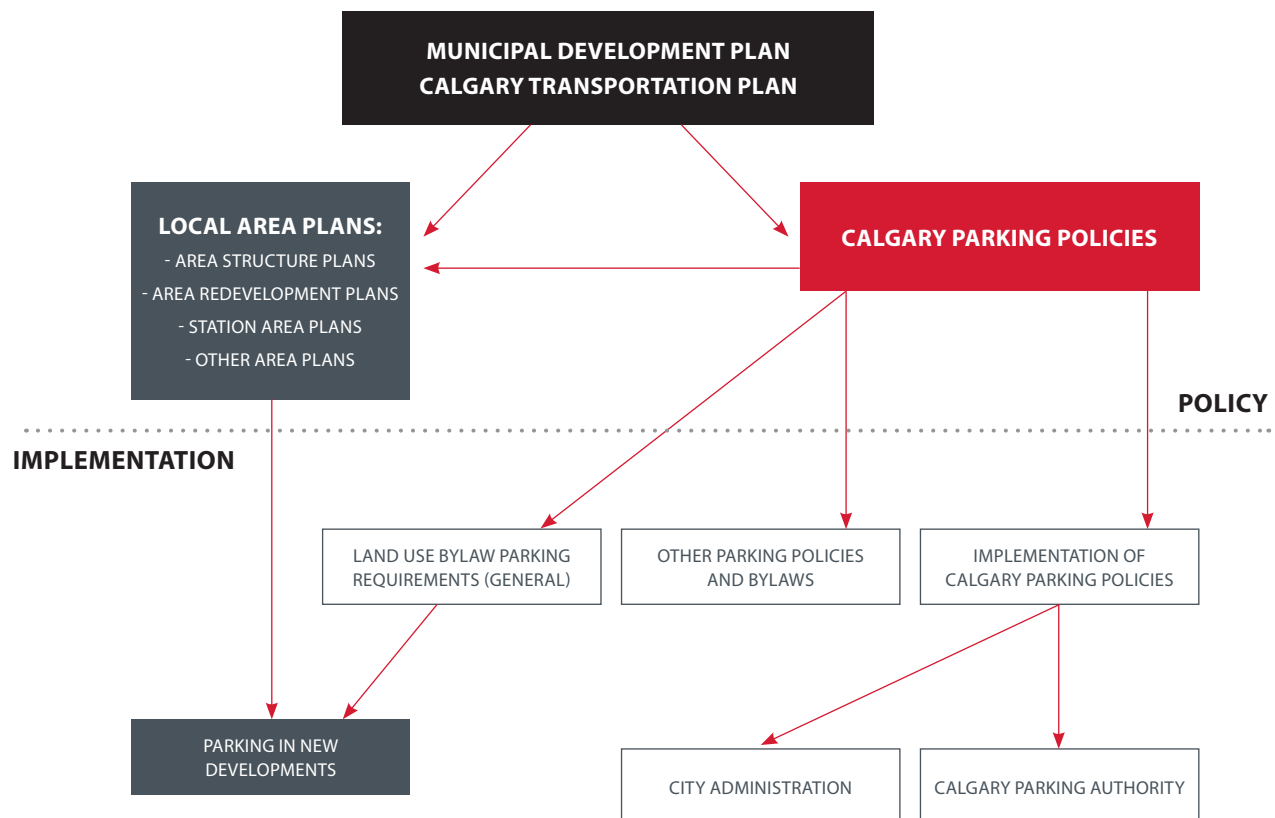 MUNICIPAL DEVELOPMENT PLAN
CALGARY TRANSPORTATION PLAN
LOCAL AREA PLANS:
- AREA STRUCTURE PLANS
- AREA REDEVELOPMENT PLANS
- STATION AREA PLANS
- OTHER AREA PLANS
CALGARY PARKING POLICIES
POLICY
IMPLEMENTATION
LAND USE BYLAW PARKING
REQUIREMENTS (GENERAL)
OTHER PARKING POLICIES
AND BYLAWS
IMPLEMENTATION OF
CALGARY PARKING POLICIES
PARKING IN NEW
DEVELOPMENTS
CITY ADMINISTRATION
CALGARY PARKING AUTHORITY